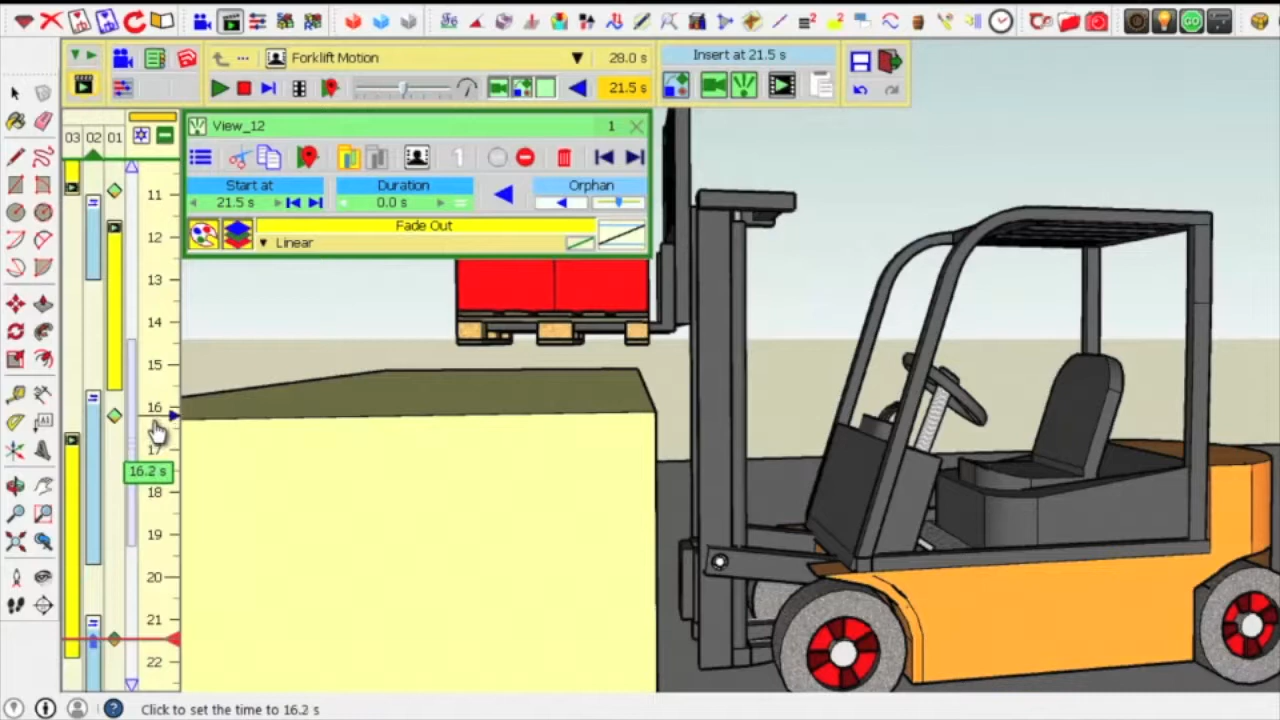 Forklift Motion
28.0 s
Insert at 21.5 s
21.5 s
View_12
1
03 02 01
Start at
Duration
Orphan
21.5 s
0.0 s
Fade Out
Linear
11
12
13
14
15
16
17
16.2 s
18
19
20
21
22
Click to set the time to 16.2 s